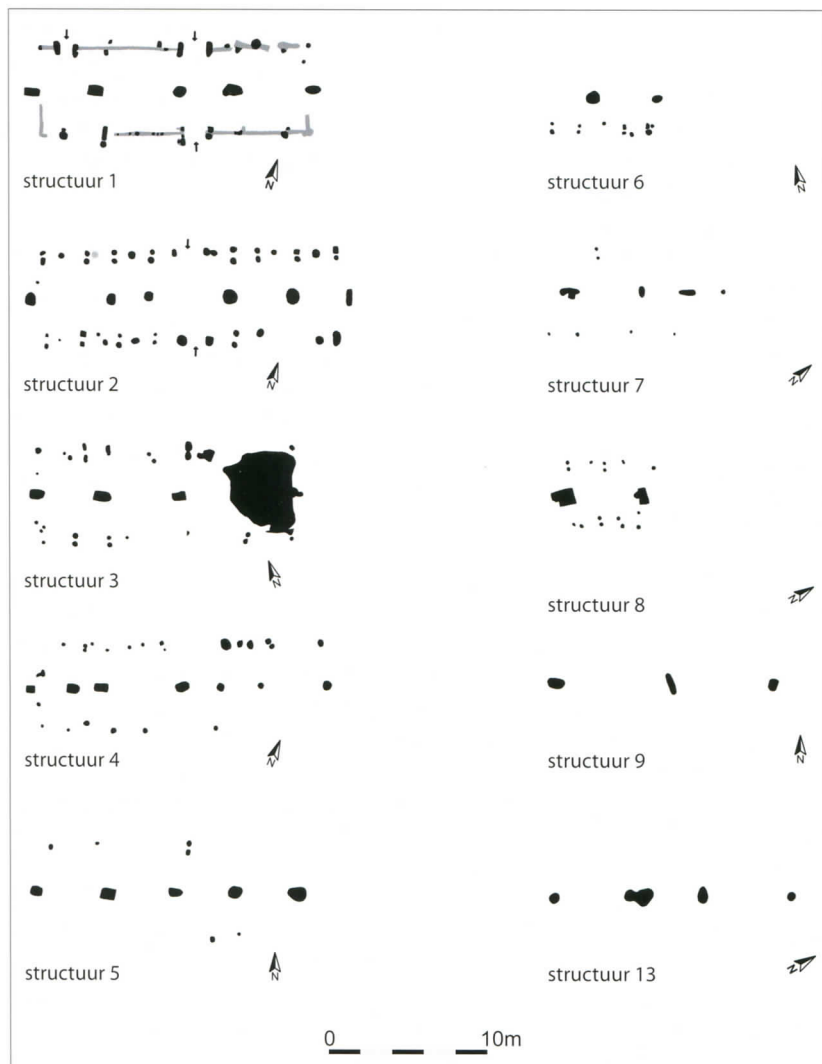 structuur 1
N
structuur 2
N
structuur 3
N
structuur 4
N
structuur 5
N
structuur 6
N
structuur 7
N
structuur 8
N
structuur 9
N
structuur 13
N
0 10m